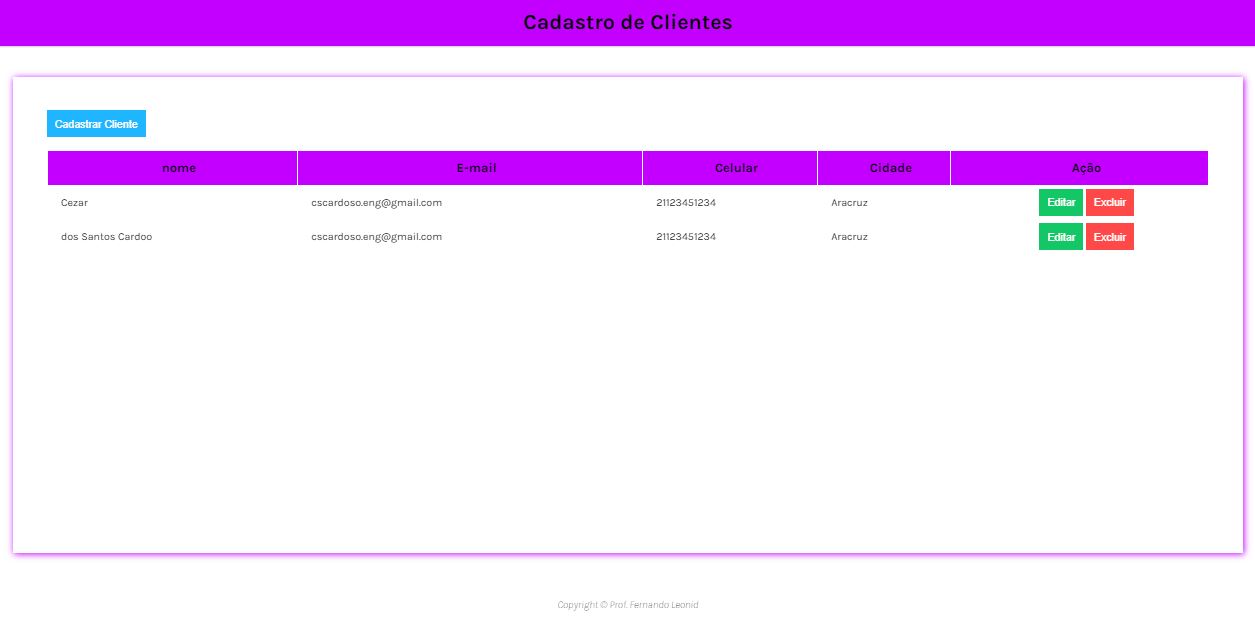 Cadastro de Clientes
Cadastrar Cliente
nome E-mail Celular Cidade Ação
Cezar cscardoso.eng@gmail.com 21123451234 Aracruz Editar Excluir
dos Santos Cardoo cscardoso.eng@gmail.com 21123451234 Aracruz Editar Excluir
Copyright © Prof. Fernando Leonid